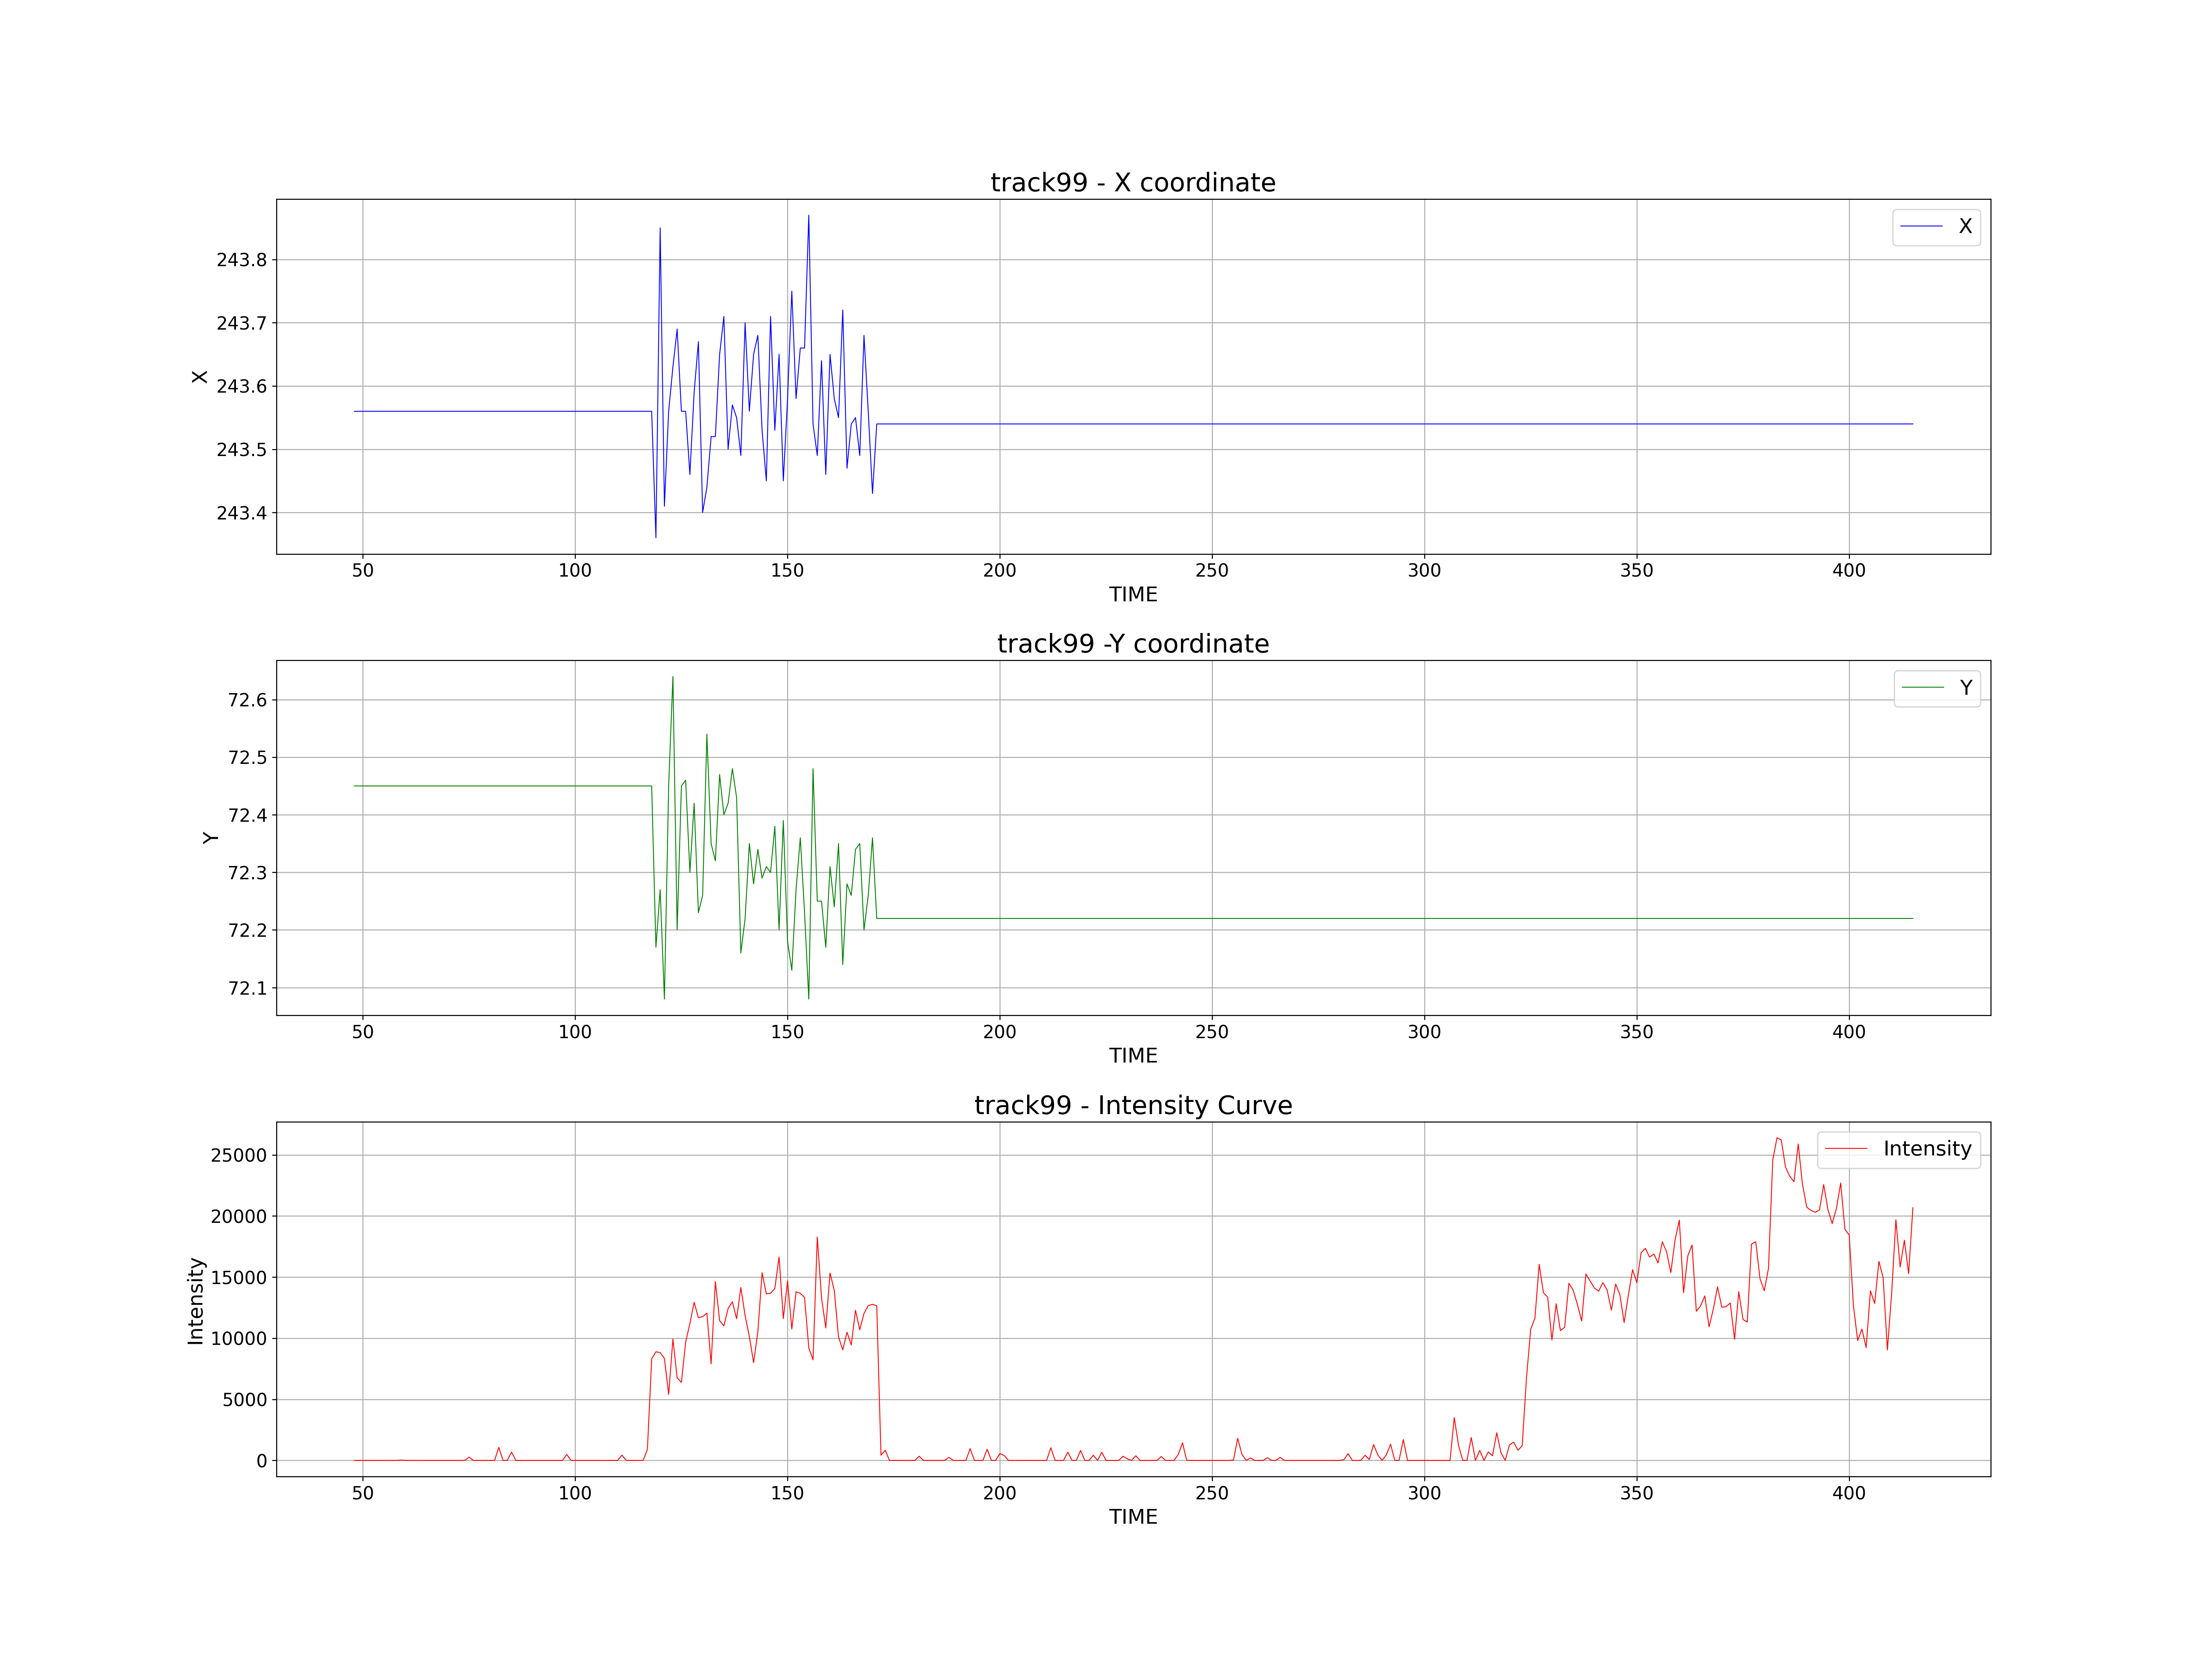 track99 - X coordinate
X
243.8
243.7
243.6
243.5
243.4
X
50 100 150 200 250 300 350 400
TIME
track99 -Y coordinate
Y
72.6
72.5
72.4
72.3
72.2
72.1
Y
50 100 150 200 250 300 350 400
TIME
track99 - Intensity Curve
Intensity
25000
20000
15000
10000
5000
0
Intensity
50 100 150 200 250 300 350 400
TIME